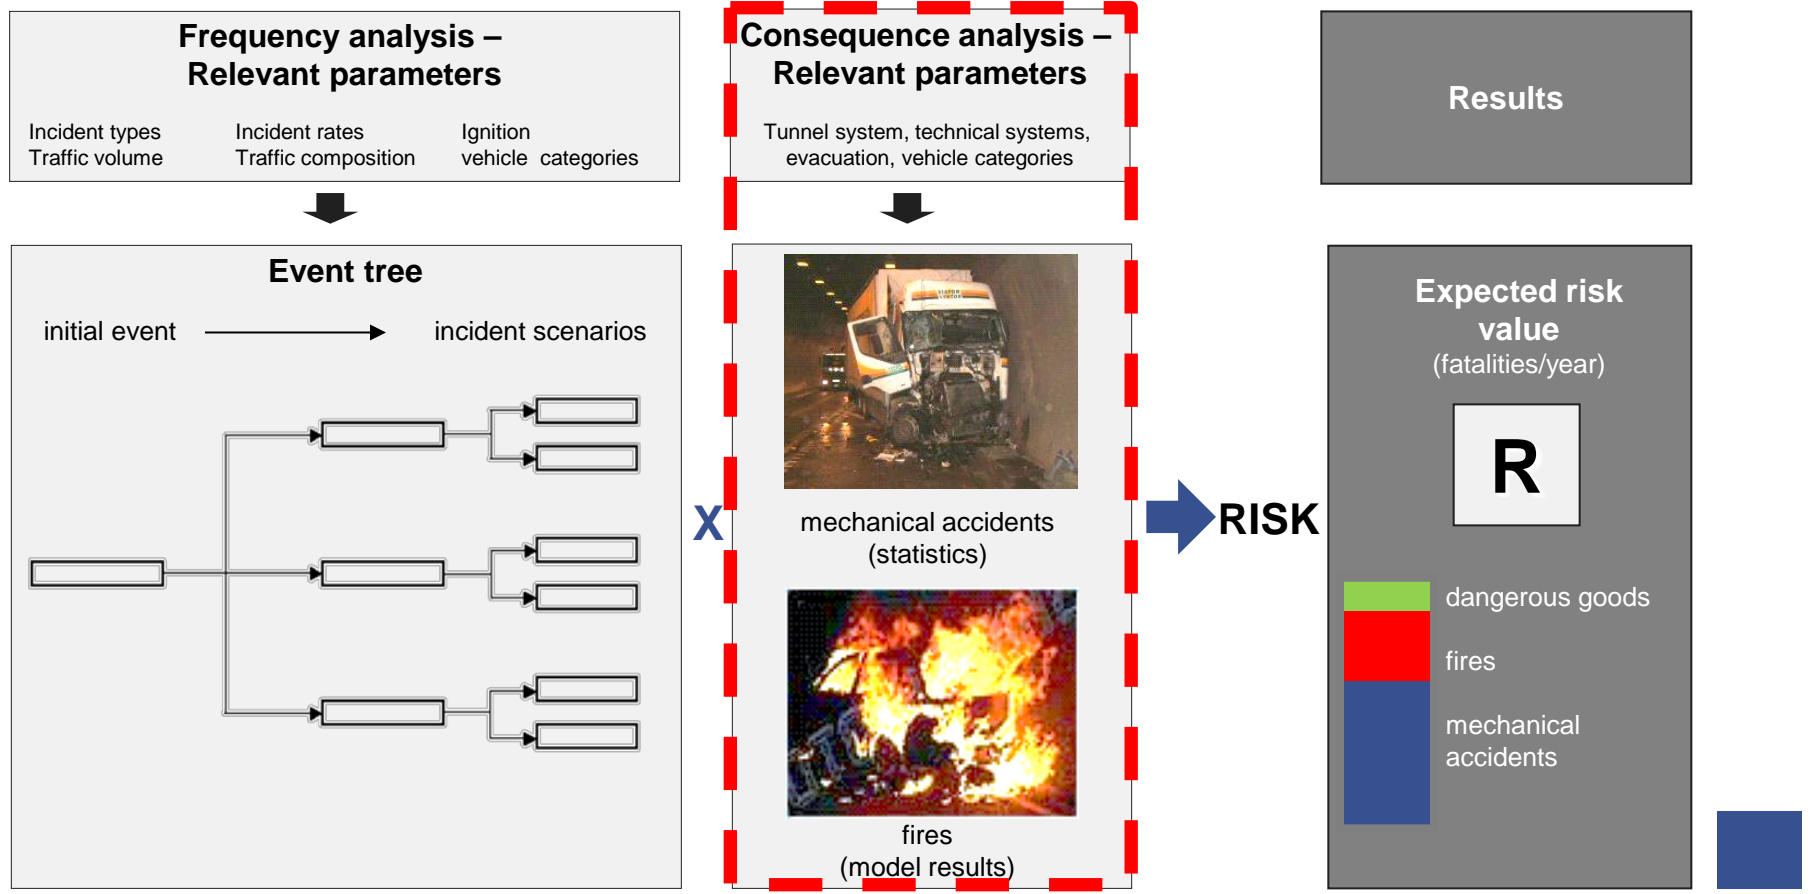 Frequency analysis –
Relevant parameters
Incident types Incident rates Ignition
Traffic volume Traffic composition vehicle categories
Event tree
initial event incident scenarios
X
Consequence analysis –
Relevant parameters
Tunnel system, technical systems,
evacuation, vehicle categories
mechanical accidents
(statistics)
fires
(model results)
RISK
Results
Expected risk
value
(fatalities/year)
R
dangerous goods
fires
mechanical
accidents